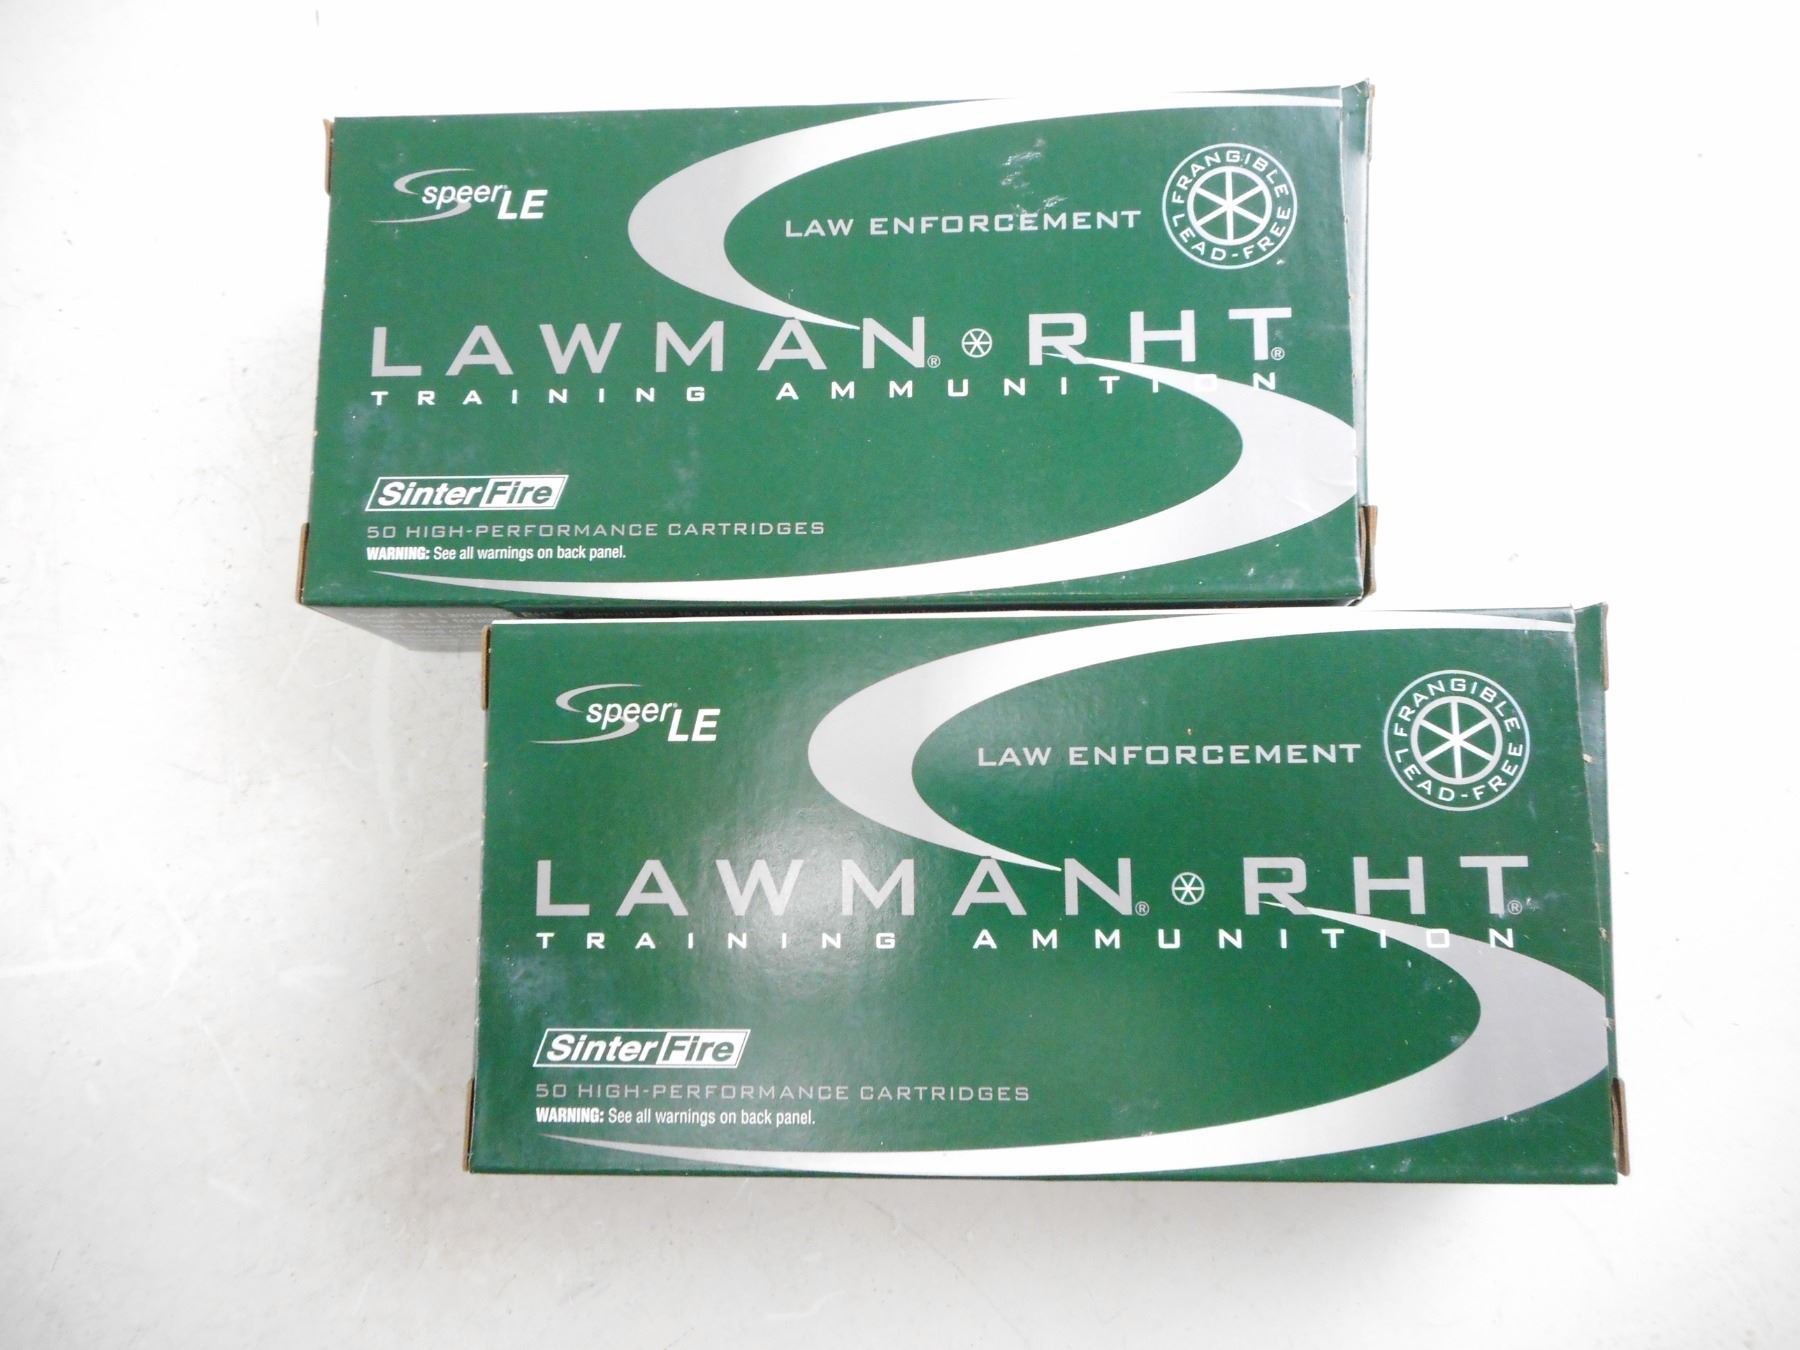 speer LE
LAW ENFORCEMENT
FRANGIBLE
LEAD-FREE
LAWMAN® RHT®
TRAINING AMMUNITION
SinterFire
50 HIGH-PERFORMANCE CARTRIDGES
WARNING: See all warnings on back panel.
speer LE
LAW ENFORCEMENT
FRANGIBLE
LEAD-FREE
LAWMAN® RHT®
TRAINING AMMUNITION
SinterFire
50 HIGH-PERFORMANCE CARTRIDGES
WARNING: See all warnings on back panel.